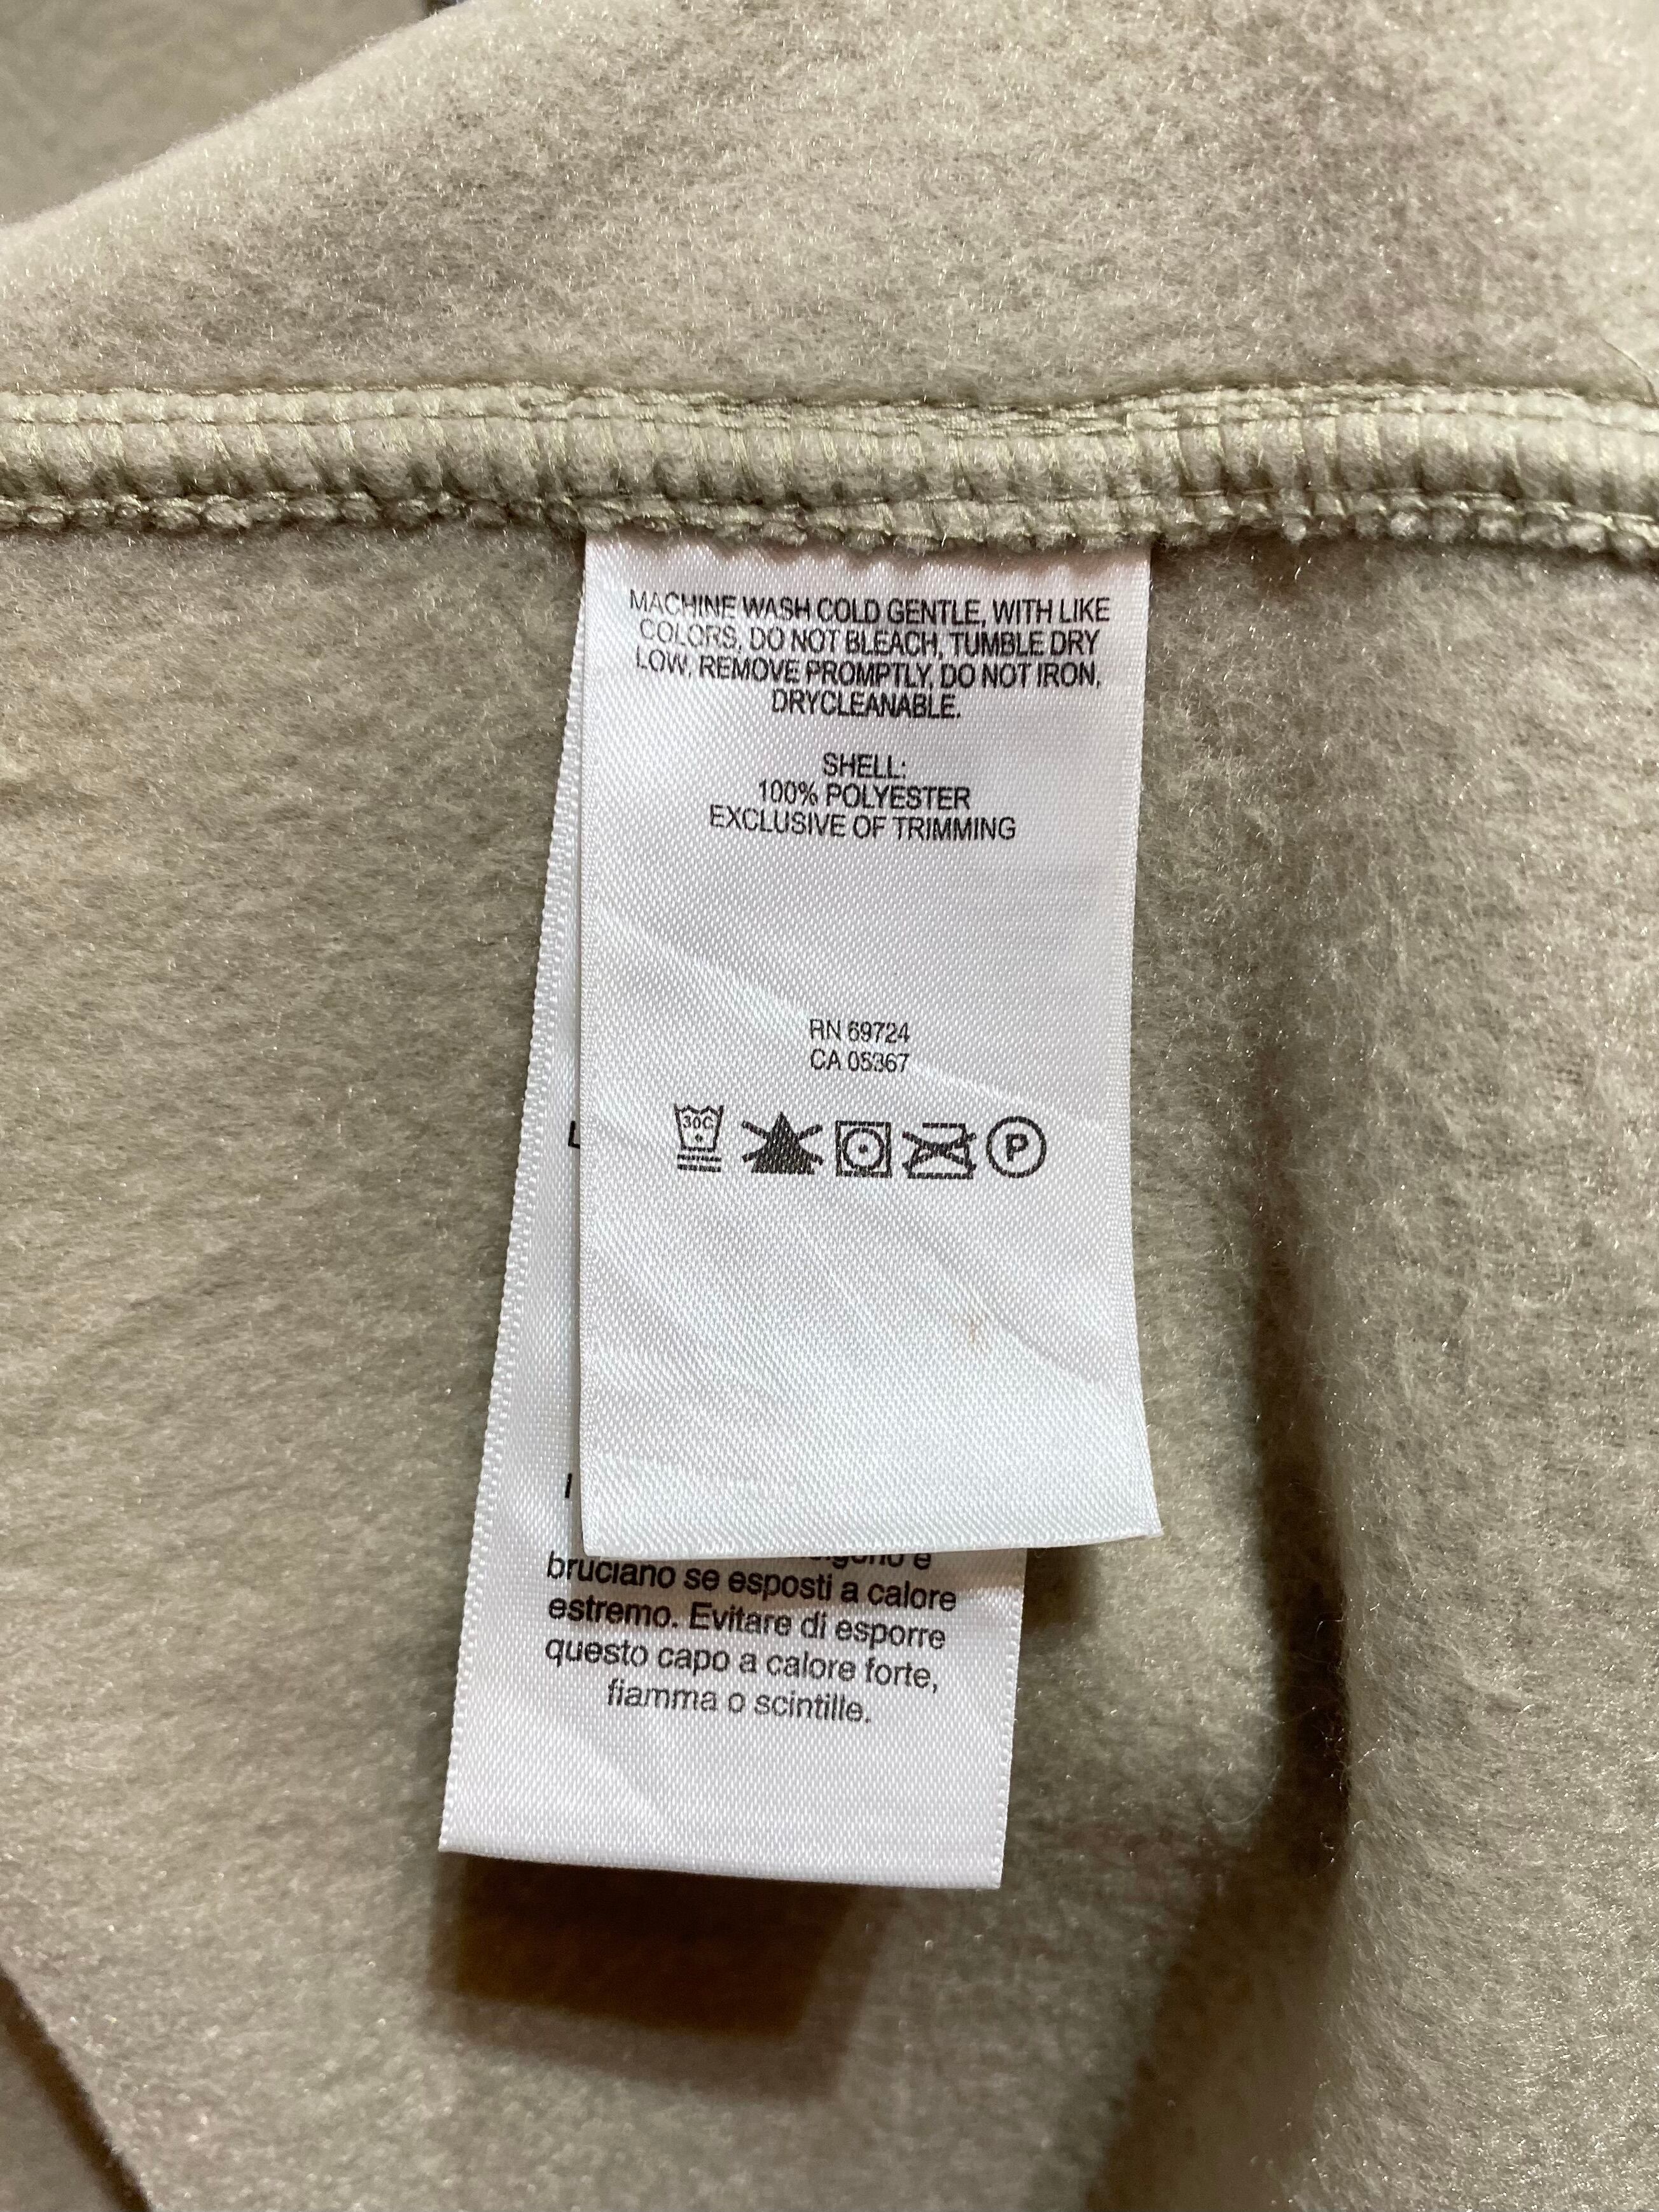 MACHINE WASH COLD GENTLE, WITH LIKE
COLORS, DO NOT BLEACH, TUMBLE DRY
LOW, REMOVE PROMPTLY, DO NOT IRON,
DRYCLEANABLE.
SHELL:
100% POLYESTER
EXCLUSIVE OF TRIMMING
RN 69724
CA 05367
30C
P
L
e
bruciano se esposti a calore
estremo. Evitare di esporre
questo capo a calore forte,
fiamma o scintille.